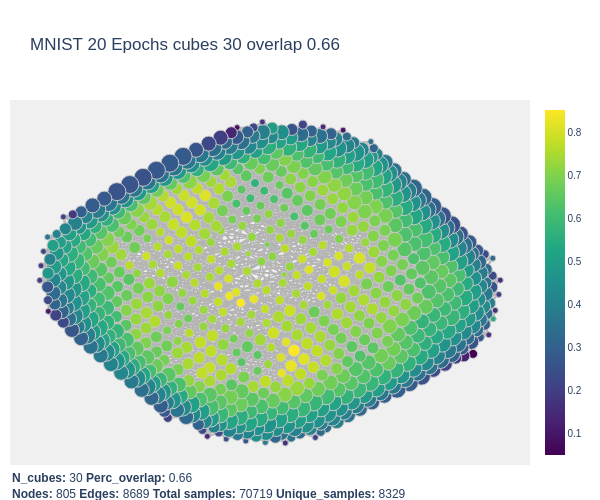 MNIST 20 Epochs cubes 30 overlap 0.66
0.8
0.7
0.6
0.5
0.4
0.3
0.2
0.1
N_cubes: 30 Perc_overlap: 0.66
Nodes: 805 Edges: 8689 Total samples: 70719 Unique_samples: 8329